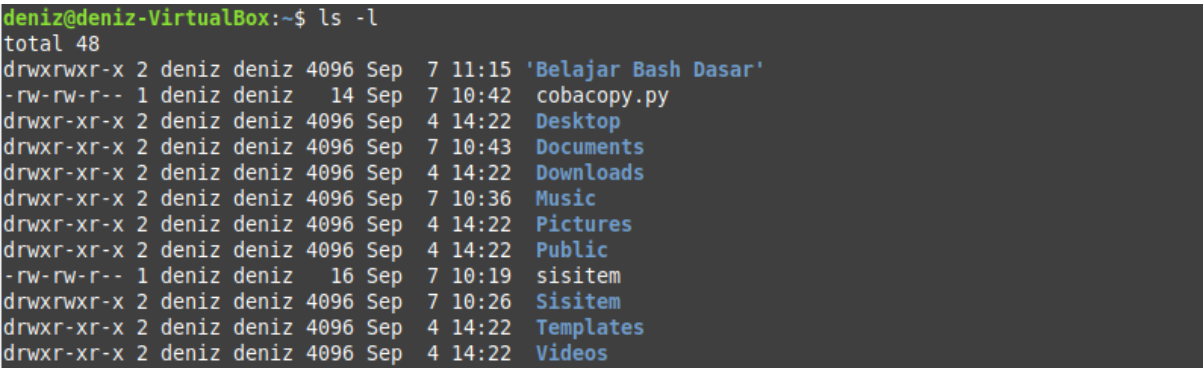 deniz@deniz-VirtualBox:~$ ls -l
total 48
drwxrwxr-x 2 deniz deniz 4096 Sep  7 11:15 'Belajar Bash Dasar'
-rw-rw-r-- 1 deniz deniz   14 Sep  7 10:42  cobacopy.py
drwxr-xr-x 2 deniz deniz 4096 Sep  4 14:22  Desktop
drwxr-xr-x 2 deniz deniz 4096 Sep  7 10:43  Documents
drwxr-xr-x 2 deniz deniz 4096 Sep  4 14:22  Downloads
drwxr-xr-x 2 deniz deniz 4096 Sep  7 10:36  Music
drwxr-xr-x 2 deniz deniz 4096 Sep  4 14:22  Pictures
drwxr-xr-x 2 deniz deniz 4096 Sep  4 14:22  Public
-rw-rw-r-- 1 deniz deniz   16 Sep  7 10:19  sisitem
drwxrwxr-x 2 deniz deniz 4096 Sep  7 10:26  Sisitem
drwxr-xr-x 2 deniz deniz 4096 Sep  4 14:22  Templates
drwxr-xr-x 2 deniz deniz 4096 Sep  4 14:22  Videos